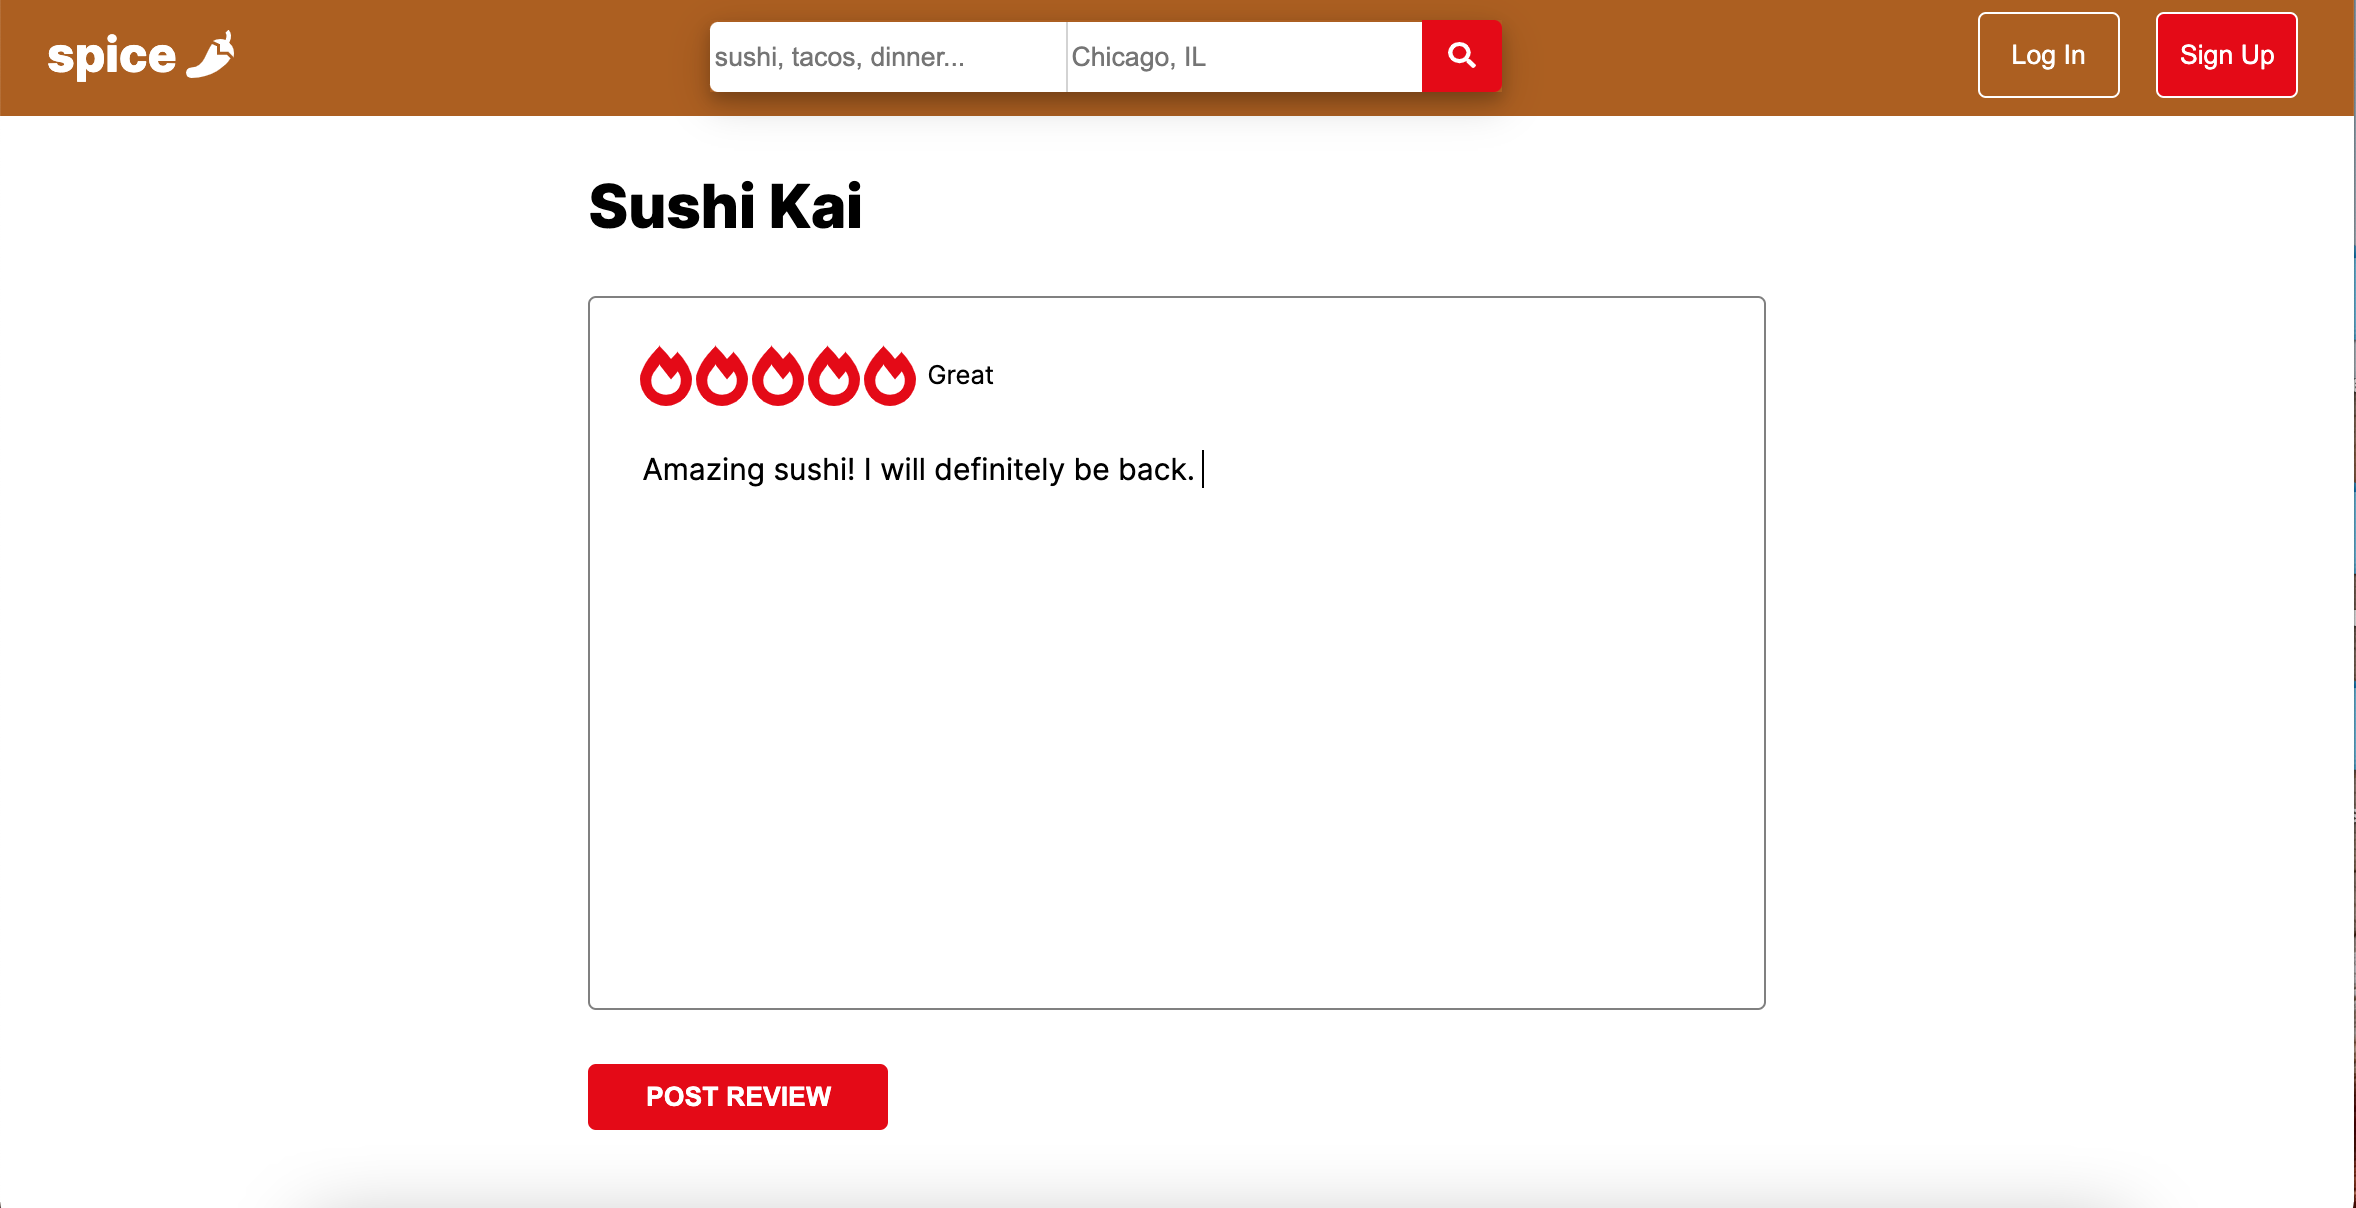 spice
sushi, tacos, dinner...
Chicago, IL
Log In
Sign Up
Sushi Kai
Great
Amazing sushi! I will definitely be back.
POST REVIEW